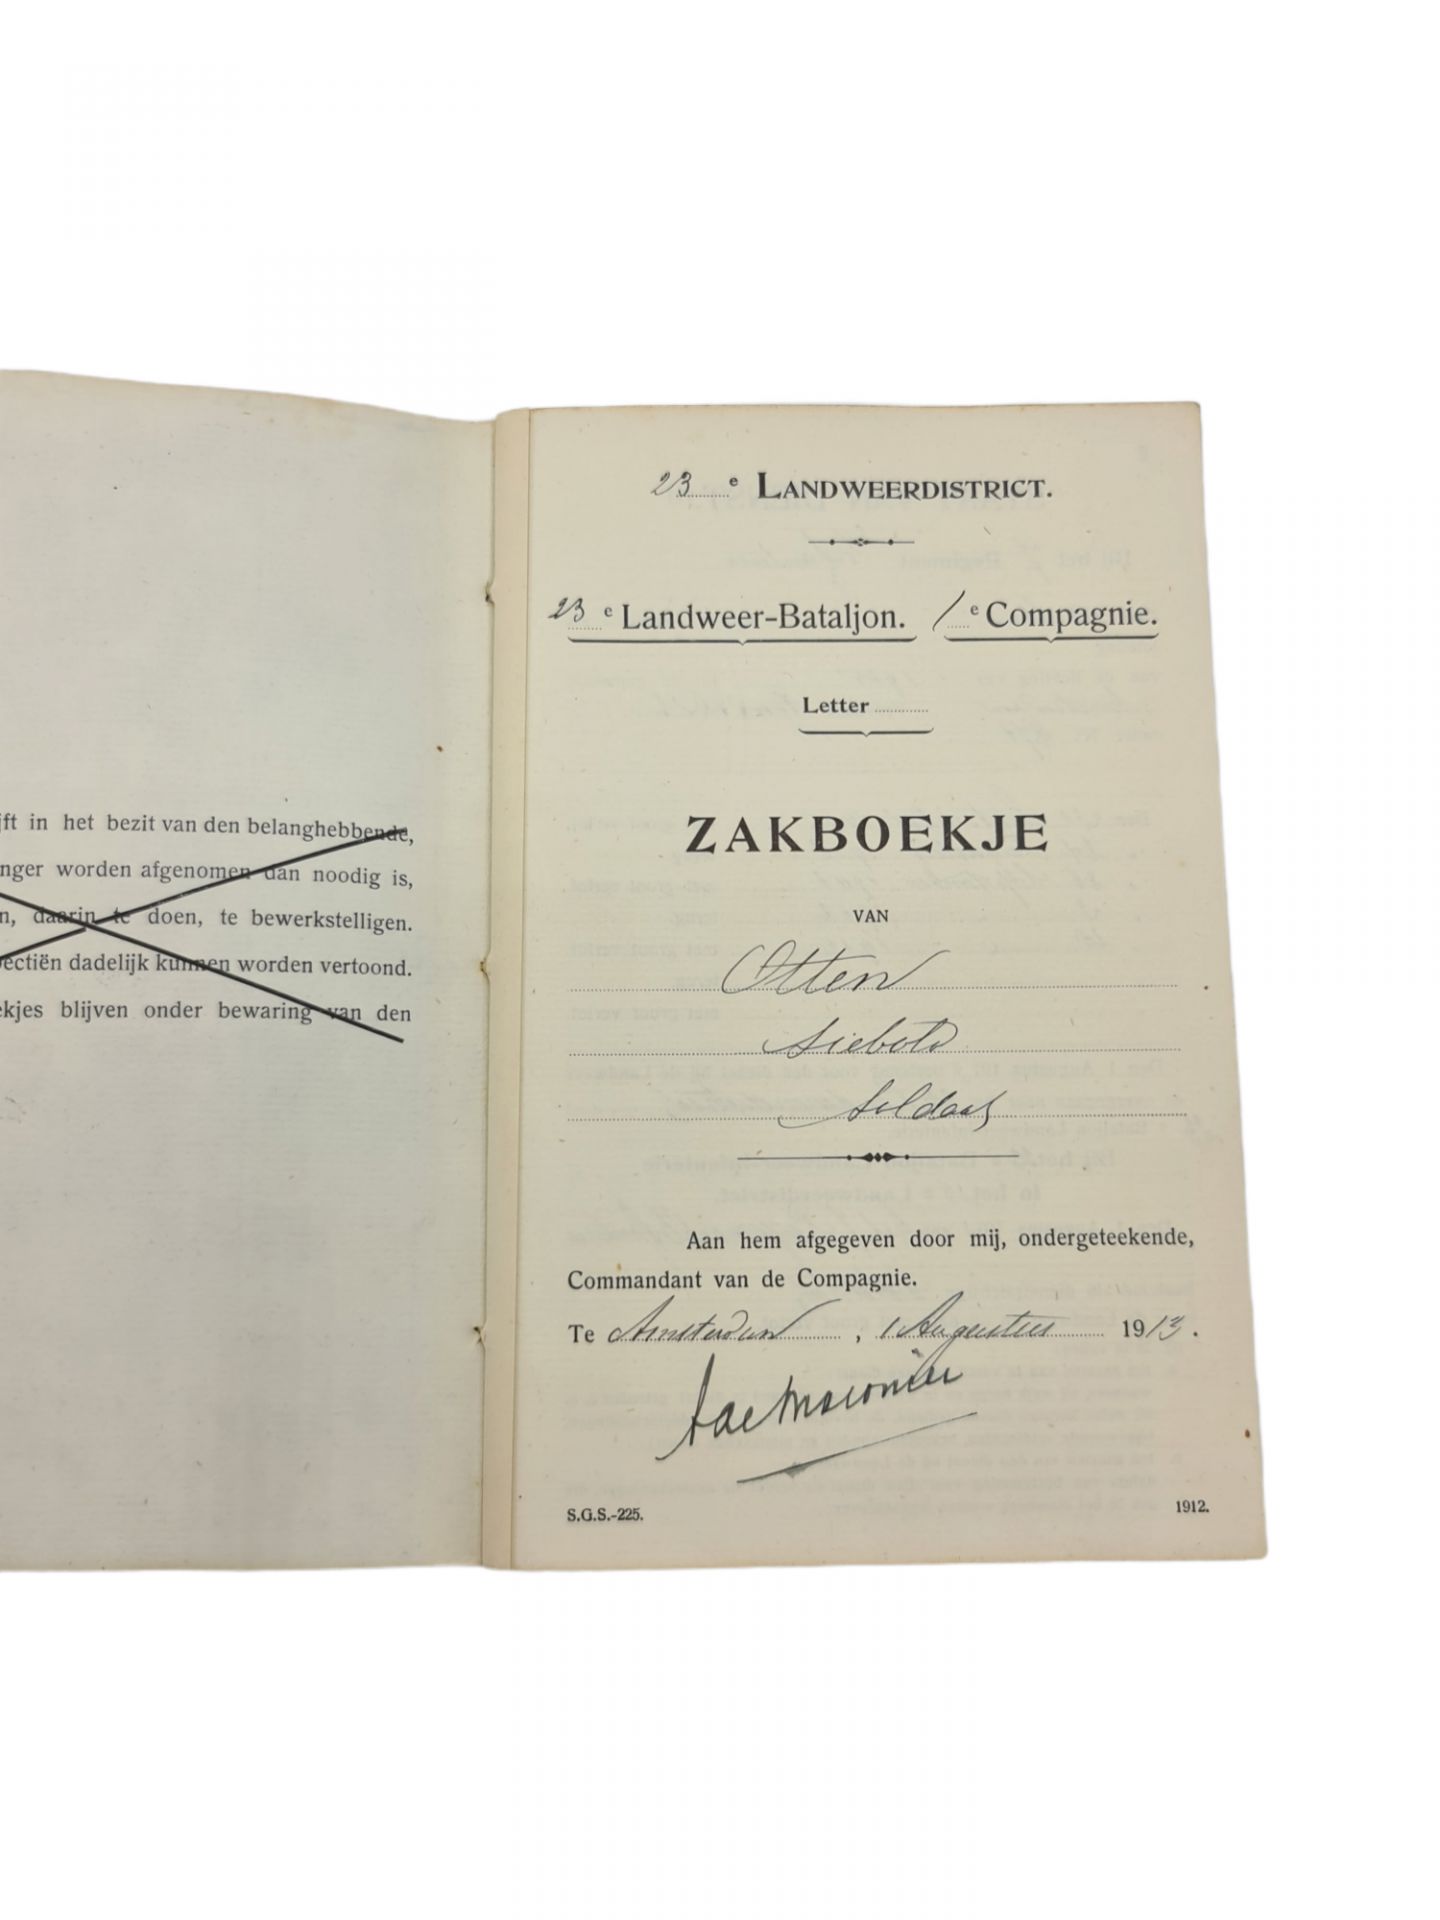 ft in het bezit van den belanghebbende,
nger worden afgenomen dan noodig is,
n, daarin te doen, te bewerkstelligen.
ectiën dadelijk kunnen worden vertoond.
ekjes blijven onder bewaring van den
23 e LANDWEERDISTRICT.
23 e Landweer-Bataljon. 1 e Compagnie.
Letter
ZAKBOEKJE
VAN
Otten
Siebold
Soldaat
Aan hem afgegeven door mij, ondergeteekende,
Commandant van de Compagnie.
Te Amsterdam, 1 Augustus 1913.
S.G.S.-225. 1912.